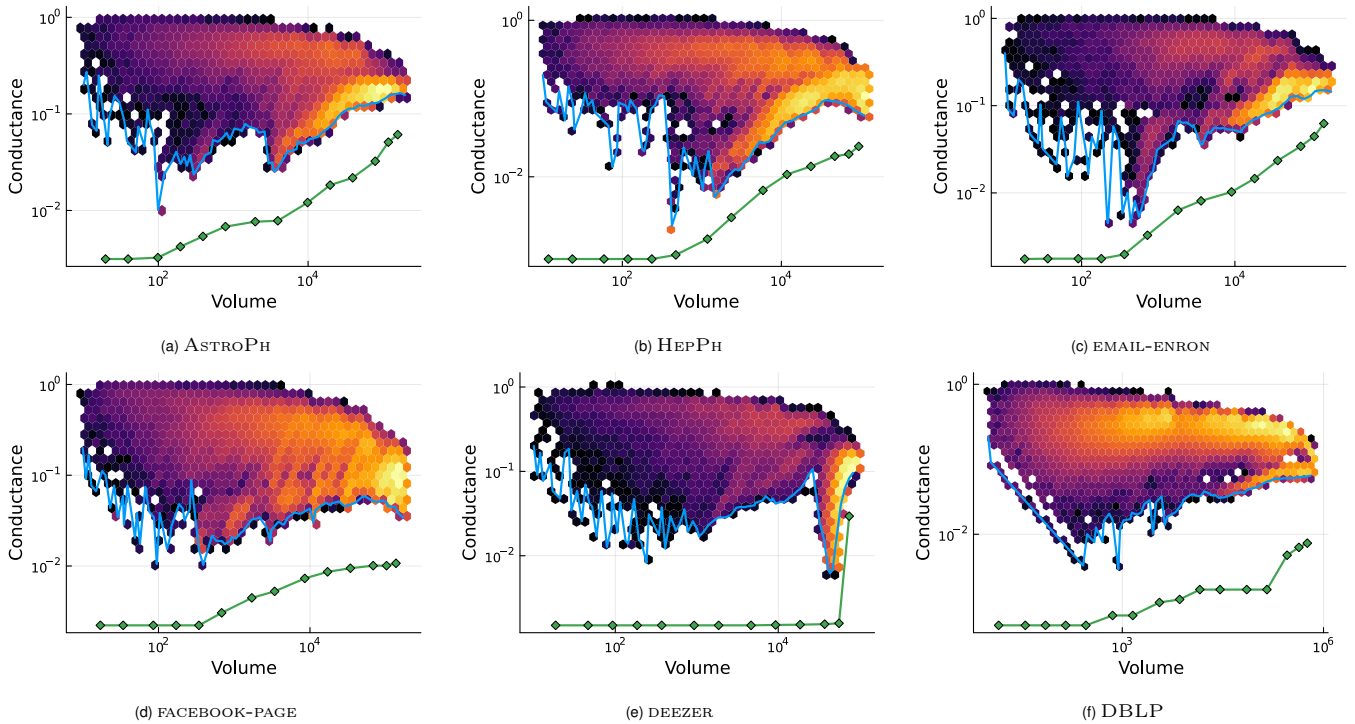 Conductance
10^0
10^-1
10^-2
10^2
10^4
Volume
(a) ASTROPH
Conductance
10^0
10^-1
10^-2
10^2
10^4
Volume
(b) HEPPH
Conductance
10^0
10^-1
10^-2
10^2
10^4
Volume
(c) EMAIL-ENRON
Conductance
10^0
10^-1
10^-2
10^2
10^4
Volume
(d) FACEBOOK-PAGE
Conductance
10^0
10^-1
10^-2
10^2
10^4
Volume
(e) DEEZER
Conductance
10^0
10^-2
10^3
10^6
Volume
(f) DBLP